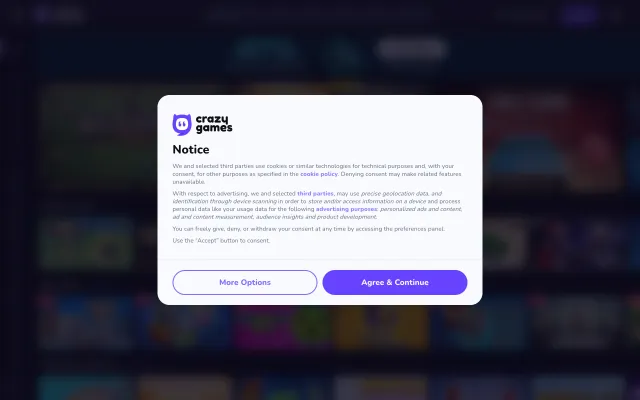 crazy
games
Notice
We and selected third parties use cookies or similar technologies for technical purposes and, with your
consent, for other purposes as specified in the cookie policy. Denying consent may make related features
unavailable.
With respect to advertising, we and selected third parties, may use precise geolocation data, and
identification through device scanning in order to store and/or access information on a device and process
personal data like your usage data for the following advertising purposes: personalized ads and content,
ad and content measurement, audience insights and product development.
You can freely give, deny, or withdraw your consent at any time by accessing the preferences panel.
Use the "Accept" button to consent.
More Options
Agree & Continue